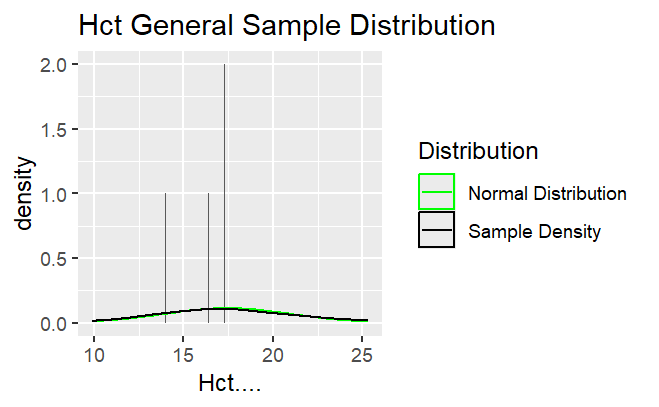 Hct General Sample Distribution
2.0
1.5
1.0
0.5
0.0
density
10 15 20 25
Hct....
Distribution
Normal Distribution
Sample Density